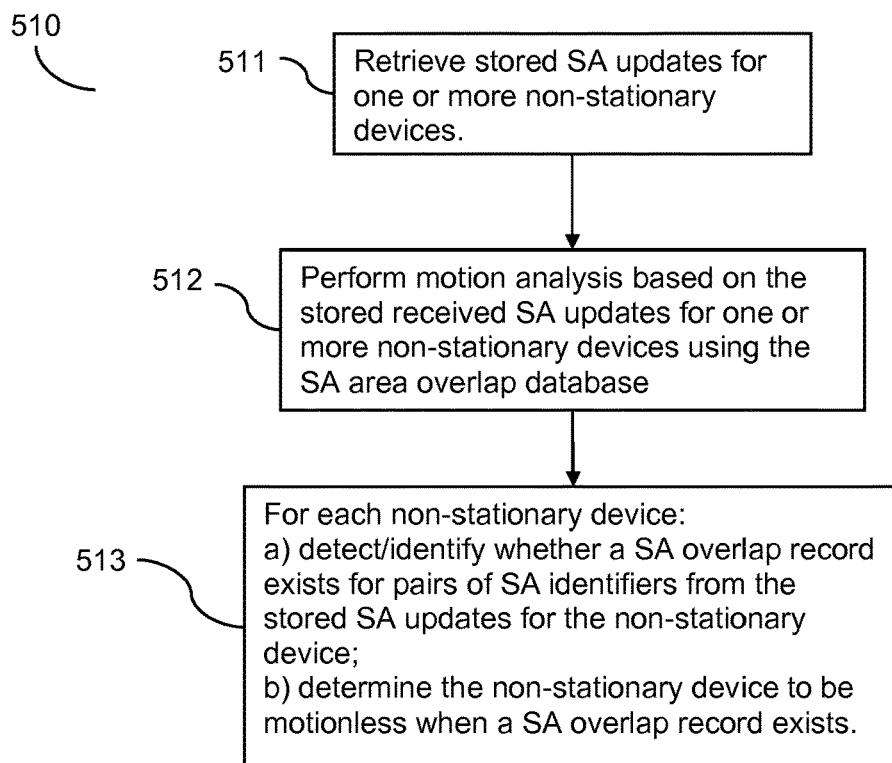 510
511
Retrieve stored SA updates for
one or more non-stationary
devices.
512
Perform motion analysis based on the
stored received SA updates for one or
more non-stationary devices using the
SA area overlap database
513
For each non-stationary device:
a) detect/identify whether a SA overlap record
exists for pairs of SA identifiers from the
stored SA updates for the non-stationary
device;
b) determine the non-stationary device to be
motionless when a SA overlap record exists.